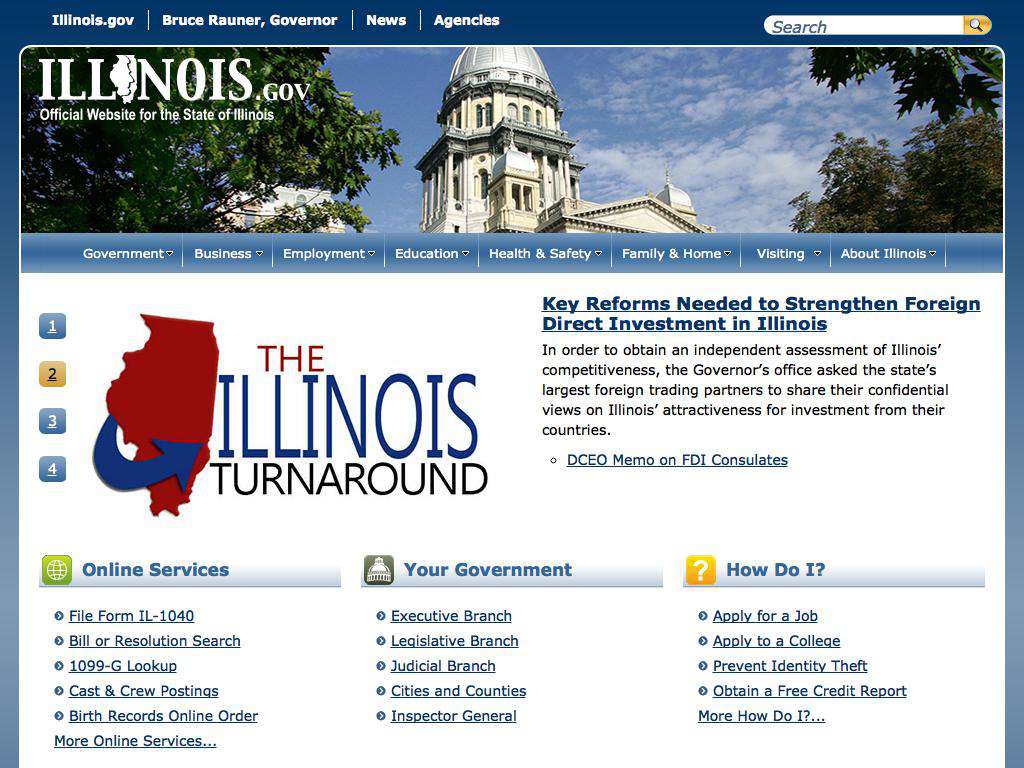 Illinois.gov
Bruce Rauner, Governor
News
Agencies
Search
ILLINOIS.GOV
Official Website for the State of Illinois
Government
Business
Employment
Education
Health & Safety
Family & Home
Visiting
About Illinois
1
2
3
4
THE
ILLINOIS
TURNAROUND
Key Reforms Needed to Strengthen Foreign
Direct Investment in Illinois
In order to obtain an independent assessment of Illinois’
competitiveness, the Governor’s office asked the state’s
largest foreign trading partners to share their confidential
views on Illinois’ attractiveness for investment from their
countries.
DCEO Memo on FDI Consulates
Online Services
File Form IL-1040
Bill or Resolution Search
1099-G Lookup
Cast & Crew Postings
Birth Records Online Order
More Online Services...
Your Government
Executive Branch
Legislative Branch
Judicial Branch
Cities and Counties
Inspector General
? How Do I?
Apply for a Job
Apply to a College
Prevent Identity Theft
Obtain a Free Credit Report
More How Do I?...